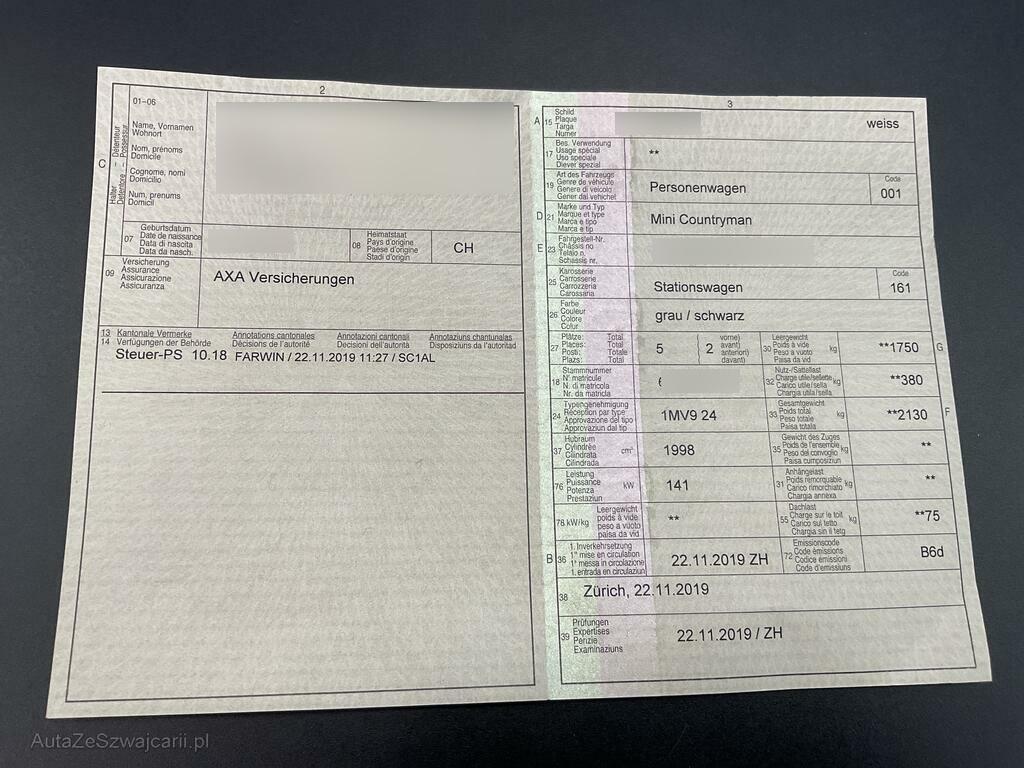 2
01–06
Name, Vornamen
Wohnort
Nom, prénoms
Domicile
Cognome, nomi
Domicilio
Num, prenums
Domicil
C
Halter – Détenteur
Detentore – Possessur
07
Geburtsdatum
Date de naissance
Data di nascita
Data da nasch.
08
Heimatstaat
Pays d'origine
Paese d'origine
Stadi d'origin
CH
09
Versicherung
Assurance
Assicurazione
Assicuranza
AXA Versicherungen
13 Kantonale Vermerke Annotations cantonales Annotazioni cantonali Annotaziuns chantunalas
14 Verfügungen der Behörde Décisions de l'autorité Decisioni dell'autorità Disposiziuns da l'autoritad
Steuer-PS 10.18 FARWIN / 22.11.2019 11:27 / SC1AL
3
A 15
Schild
Plaque
Targa
Numer
weiss
17
Bes. Verwendung
Usage spécial
Uso speciale
Diever spezial
**
19
Art des Fahrzeugs
Genre de véhicule
Genere di veicolo
Gener dal vehichel
Personenwagen
Code
001
D 21
Marke und Typ
Marque et type
Marca e tipo
Marca e tip
Mini Countryman
E 23
Fahrgestell-Nr.
Châssis no
Telaio n.
Schassis nr.
25
Karosserie
Carrosserie
Carrozzeria
Carossaria
Stationswagen
Code
161
26
Farbe
Couleur
Colore
Colur
grau / schwarz
27
Plätze: Total
Places: Total
Posti: Totale
Plazs: Total
5
2
vorne)
avant)
anteriori)
davant)
30
Leergewicht
Poids à vide
Peso a vuoto
Paisa da vid
kg
**1750
G
18
Stammnummer
N° matricule
N. di matricola
Nr. da matricla
32
Nutz-/Sattellast
Charge utile/sellette
Carico utile/sella
Chargia utila/sella
kg
**380
24
Typengenehmigung
Réception par type
Approvazione del tipo
Approvaziun dal tip
1MV9 24
33
Gesamtgewicht
Poids total
Peso totale
Paisa totala
kg
**2130
F
37
Hubraum
Cylindrée
Cilindrata
Cilindrada
cm³
1998
35
Gewicht des Zuges
Poids de l'ensemble
Peso del convoglio
Paisa cumposiziun
kg
**
76
Leistung
Puissance
Potenza
Prestaziun
kW
141
31
Anhängelast
Poids remorquable
Carico rimorchiato
Chargia annexa
kg
**
78 kW/kg
Leergewicht
poids à vide
peso a vuoto
paisa da vid
**
55
Dachlast
Charge sur le toit
Carico sul tetto
Chargia sin il tetg
kg
**75
B 36
1. Inverkehrsetzung
1re mise en circulation
1a messa in circolazione
1. entrada en circulaziun
22.11.2019 ZH
72
Emissionscode
Code émissions
Codice emissioni
Code d'emissiuns
B6d
38
Zürich, 22.11.2019
39
Prüfungen
Expertises
Perizie
Examinaziuns
22.11.2019 / ZH
AutaZeSzwajcarii.pl